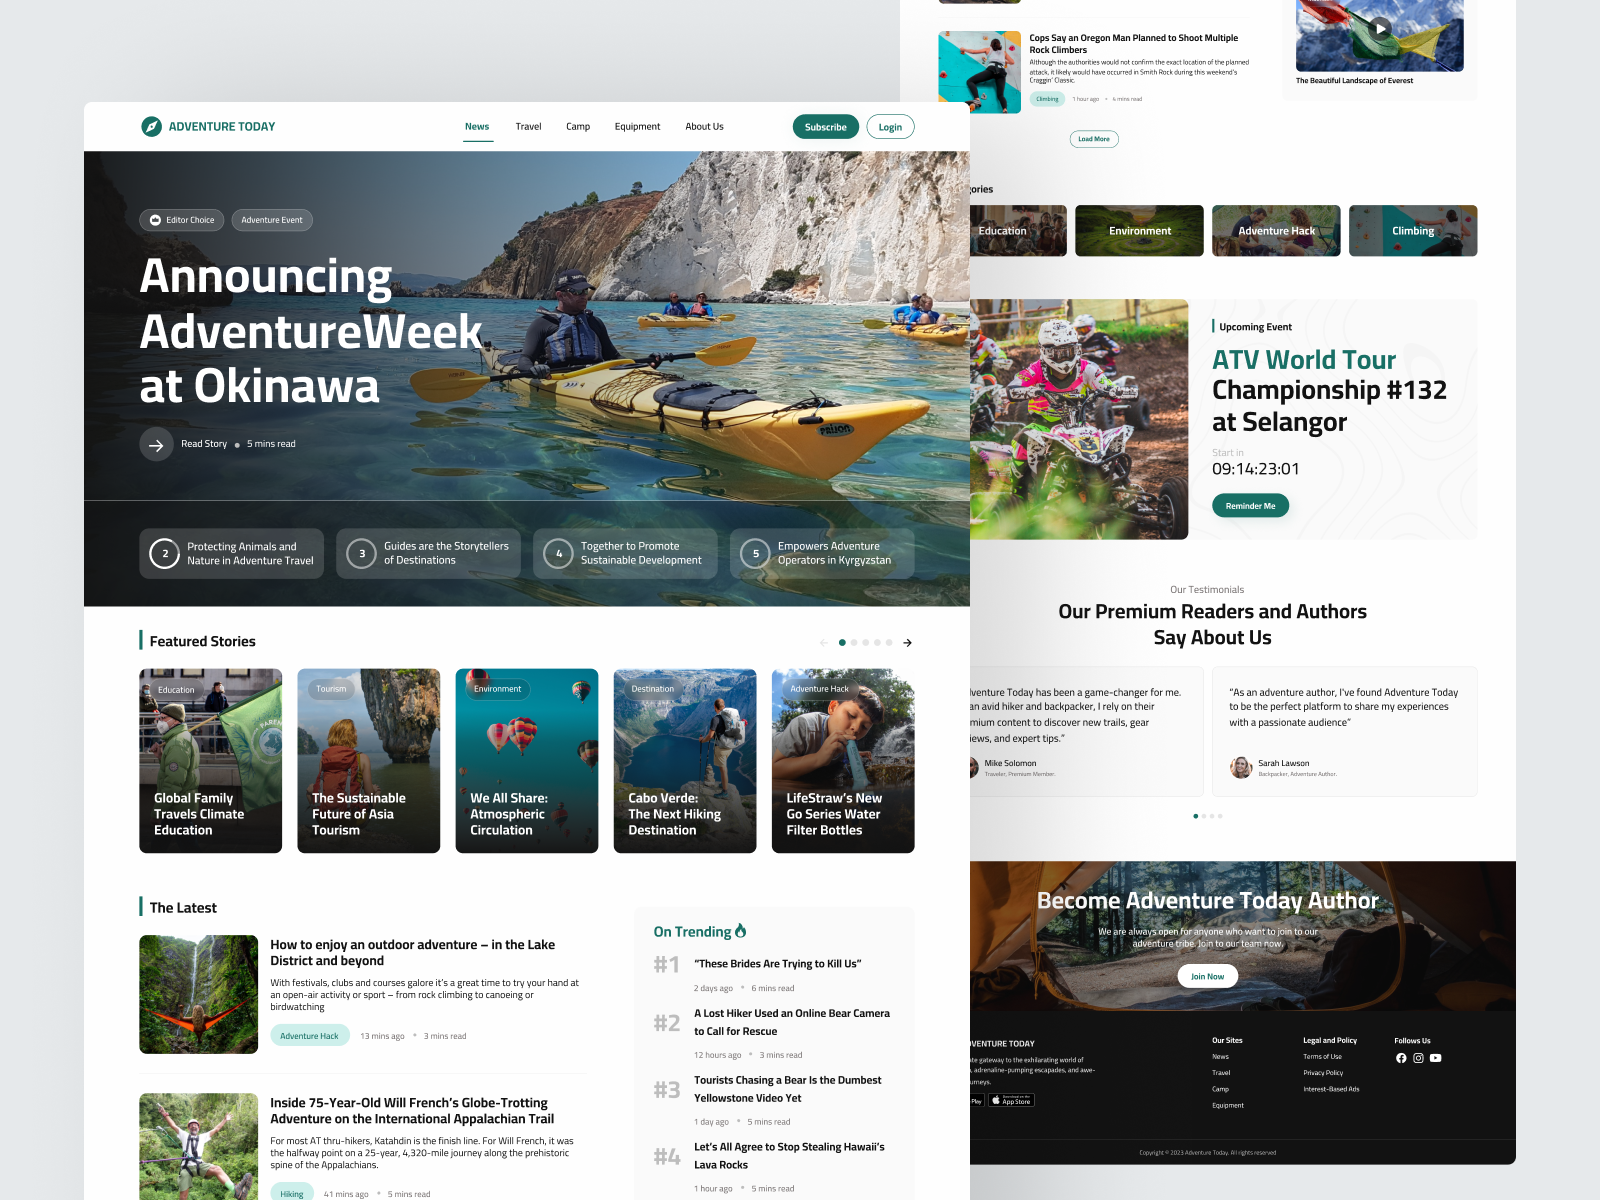 ADVENTURE TODAY
News
Travel
Camp
Equipment
About Us
Subscribe
Login
Editor Choice
Adventure Event
Announcing
AdventureWeek
at Okinawa
Read Story
5 mins read
2
Protecting Animals and
Nature in Adventure Travel
3
Guides are the Storytellers
of Destinations
4
Together to Promote
Sustainable Development
5
Empowers Adventure
Operators in Kyrgyzstan
Featured Stories
Education
Global Family
Travels Climate
Education
Tourism
The Sustainable
Future of Asia
Tourism
Environment
We All Share:
Atmospheric
Circulation
Destination
Cabo Verde:
The Next Hiking
Destination
Adventure Hack
LifeStraw's New
Go Series Water
Filter Bottles
The Latest
How to enjoy an outdoor adventure – in the Lake
District and beyond
With festivals, clubs and courses galore it's a great time to try your hand at
an open-air activity or sport – from rock climbing to canoeing or
birdwatching
Adventure Hack
13 mins ago
3 mins read
Inside 75-Year-Old Will French's Globe-Trotting
Adventure on the International Appalachian Trail
For most AT thru-hikers, Katahdin is the finish line. For Will French, it was
the halfway point on a 25-year, 4,320-mile journey along the prehistoric
spine of the Appalachians.
Hiking
41 mins ago
5 mins read
On Trending
#1
"These Brides Are Trying to Kill Us"
2 days ago
6 mins read
#2
A Lost Hiker Used an Online Bear Camera
to Call for Rescue
12 hours ago
3 mins read
#3
Tourists Chasing a Bear Is the Dumbest
Yellowstone Video Yet
1 day ago
5 mins read
#4
Let's All Agree to Stop Stealing Hawaii's
Lava Rocks
1 hour ago
5 mins read
Cops Say an Oregon Man Planned to Shoot Multiple
Rock Climbers
Although the authorities would not confirm the exact location of the planned
attack, it likely would have occurred in Smith Rock during this weekend's
Craggin' Classic.
Climbing
1 hour ago
4 mins read
Load More
The Beautiful Landscape of Everest
gories
Education
Environment
Adventure Hack
Climbing
Upcoming Event
ATV World Tour
Championship #132
at Selangor
Start in
09:14:23:01
Reminder Me
Our Testimonials
Our Premium Readers and Authors
Say About Us
dventure Today has been a game-changer for me.
an avid hiker and backpacker, I rely on their
mium content to discover new trails, gear
iews, and expert tips."
Mike Solomon
Traveler, Premium Member.
"As an adventure author, I've found Adventure Today
to be the perfect platform to share my experiences
with a passionate audience"
Sarah Lawson
Backpacker, Adventure Author.
Become Adventure Today Author
We are always open for anyone who want to join to our
adventure tribe. Join to our team now.
Join Now
DVENTURE TODAY
ate gateway to the exhilarating world of
, adrenaline-pumping escapades, and awe-
urneys.
Play
Download on the
App Store
Our Sites
News
Travel
Camp
Equipment
Legal and Policy
Terms of Use
Privacy Policy
Interest-Based Ads
Follows Us
Copyright © 2023 Adventure Today. All rights reserved